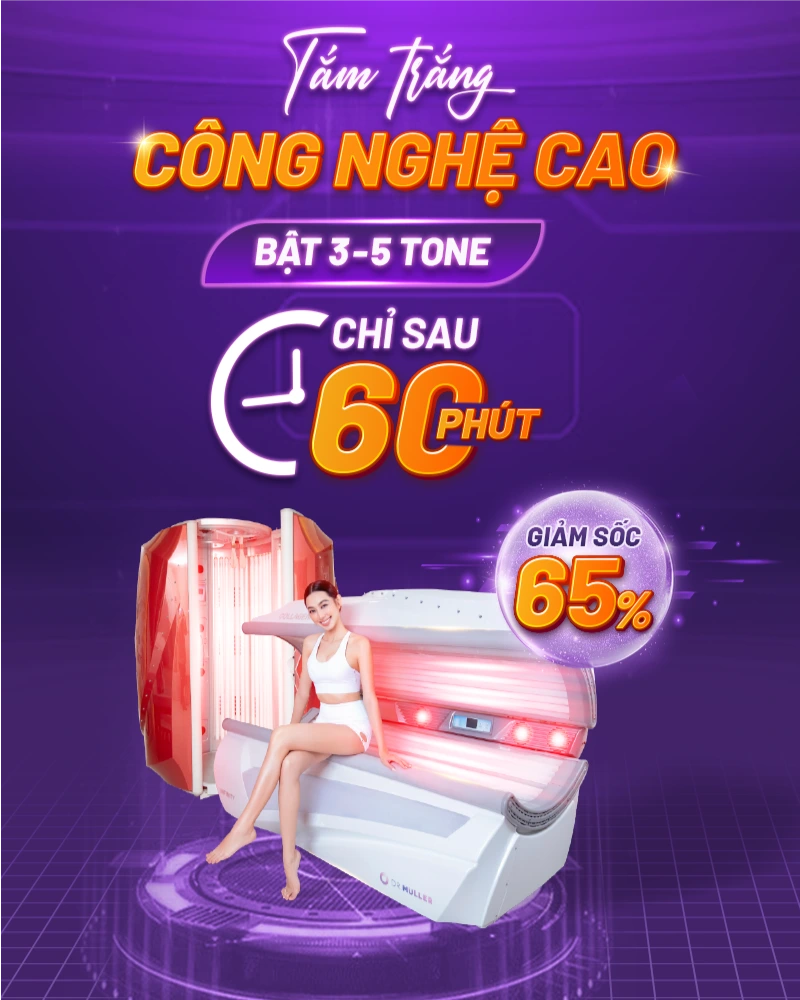 Tắm trắng
CÔNG NGHỆ CAO
BẬT 3-5 TONE
CHỈ SAU
60
PHÚT
GIẢM SỐC
65%
DR.MULLER